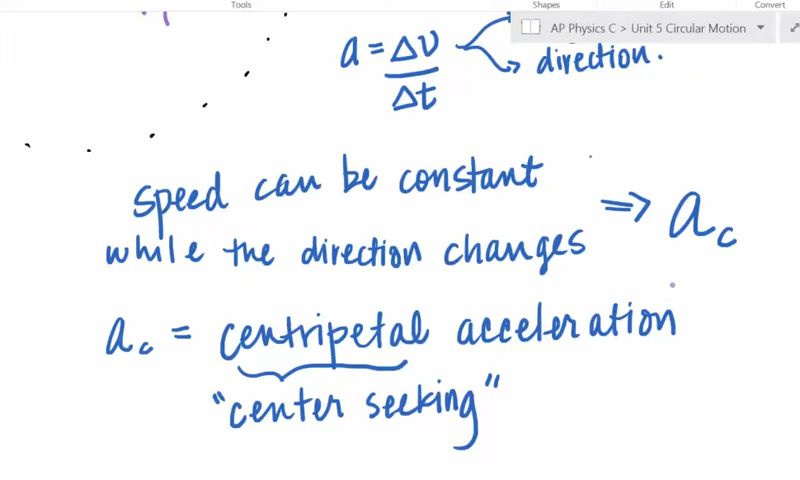 Tools Shapes Edit Convert
AP Physics C > Unit 5 Circular Motion
a = Δv
Δt
direction.
speed can be constant
while the direction changes
⇒ a_c
a_c = centripetal acceleration
"center seeking"